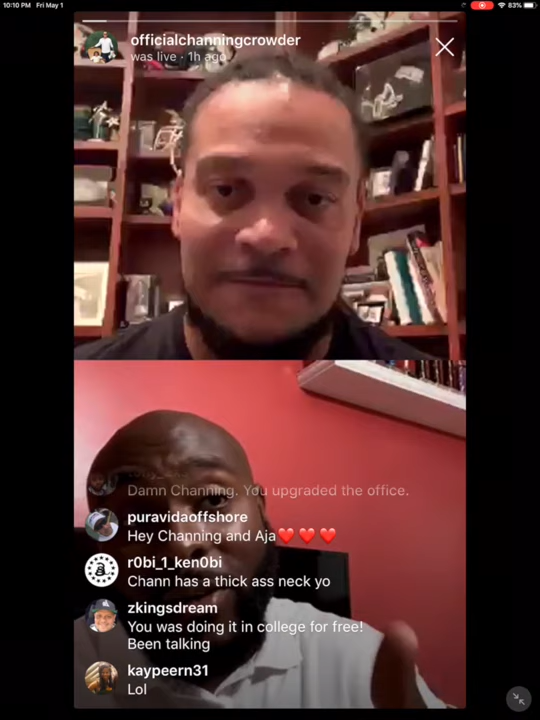 10:10 PM Fri May 1
83%
officialchanningcrowder
was live · 1h ago
Damn Channing. You upgraded the office.
puravidaoffshore
Hey Channing and Aja❤️❤️❤️
r0bi_1_ken0bi
Chann has a thick ass neck yo
zkingsdream
You was doing it in college for free!
Been talking
kaypeern31
Lol